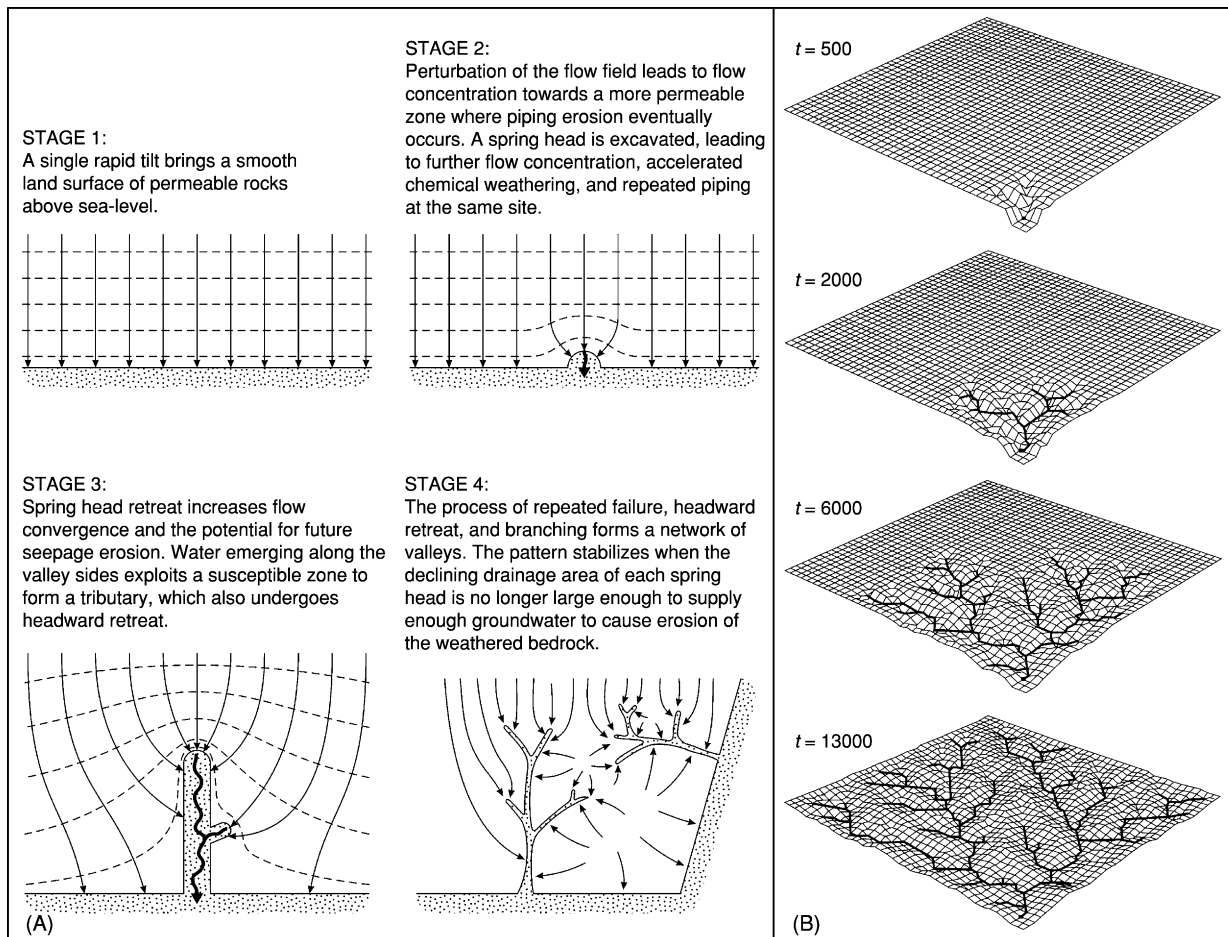 STAGE 1:
A single rapid tilt brings a smooth
land surface of permeable rocks
above sea-level.
STAGE 2:
Perturbation of the flow field leads to flow
concentration towards a more permeable
zone where piping erosion eventually
occurs. A spring head is excavated, leading
to further flow concentration, accelerated
chemical weathering, and repeated piping
at the same site.
STAGE 3:
Spring head retreat increases flow
convergence and the potential for future
seepage erosion. Water emerging along the
valley sides exploits a susceptible zone to
form a tributary, which also undergoes
headward retreat.
STAGE 4:
The process of repeated failure, headward
retreat, and branching forms a network of
valleys. The pattern stabilizes when the
declining drainage area of each spring
head is no longer large enough to supply
enough groundwater to cause erosion of
the weathered bedrock.
(A)
t = 500
t = 2000
t = 6000
t = 13000
(B)